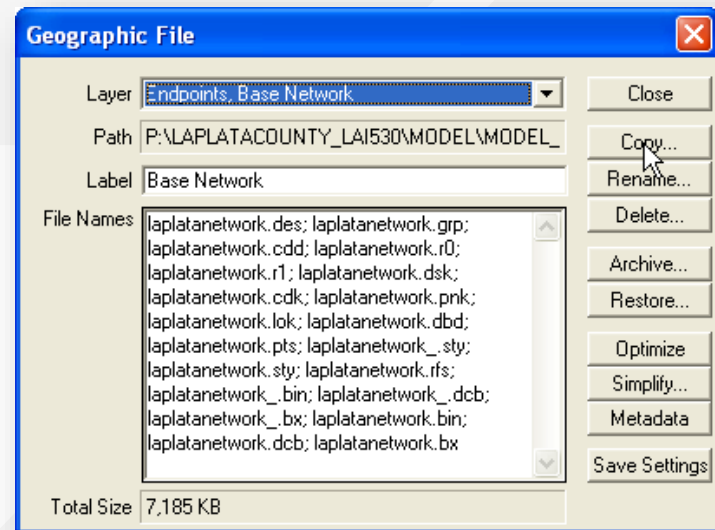 Geographic File
Layer Endpoints, Base Network Close
Path P:\LAPLATACOUNTY_LAI530\MODEL\MODEL_ Copy...
Label Base Network Rename...
File Names laplatanetwork.des; laplatanetwork.grp; Delete...
laplatanetwork.cdd; laplatanetwork.r0;
laplatanetwork.r1; laplatanetwork.dsk; Archive...
laplatanetwork.cdk; laplatanetwork.pnk; Restore...
laplatanetwork.lok; laplatanetwork.dbd;
laplatanetwork.pts; laplatanetwork_.sty; Optimize
laplatanetwork.sty; laplatanetwork.rfs; Simplify...
laplatanetwork_.bin; laplatanetwork_.dcb;
laplatanetwork_.bx; laplatanetwork.bin; Metadata
laplatanetwork.dcb; laplatanetwork.bx Save Settings
Total Size 7,185 KB